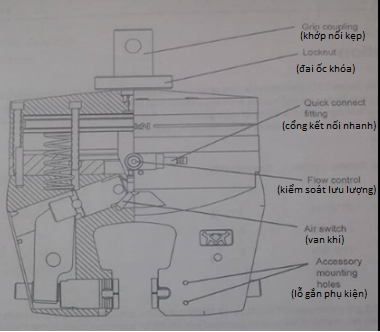 Grip coupling
(khớp nối kẹp)
Locknut
(đai ốc khóa)
Quick connect
fitting
(cổng kết nối nhanh)
Flow control
(kiểm soát lưu lượng)
Air switch
(van khí)
Accessory
mounting
holes
(lỗ gắn phụ kiện)